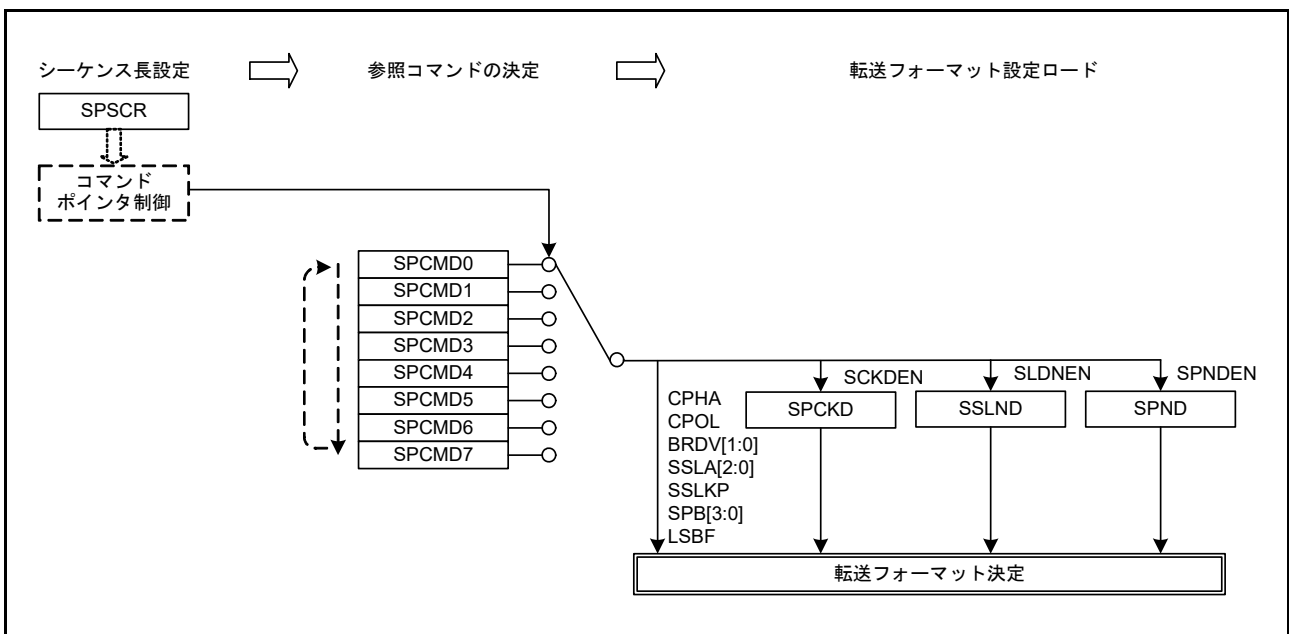 シーケンス長設定
参照コマンドの決定
転送フォーマット設定ロード
SPSCR
コマンド
ポインタ制御
SPCMD0
SPCMD1
SPCMD2
SPCMD3
SPCMD4
SPCMD5
SPCMD6
SPCMD7
CPHA
CPOL
BRDV[1:0]
SSLA[2:0]
SSLKP
SPB[3:0]
LSBF
SCKDEN
SPCKD
SLDNEN
SSLND
SPNDEN
SPND
転送フォーマット決定